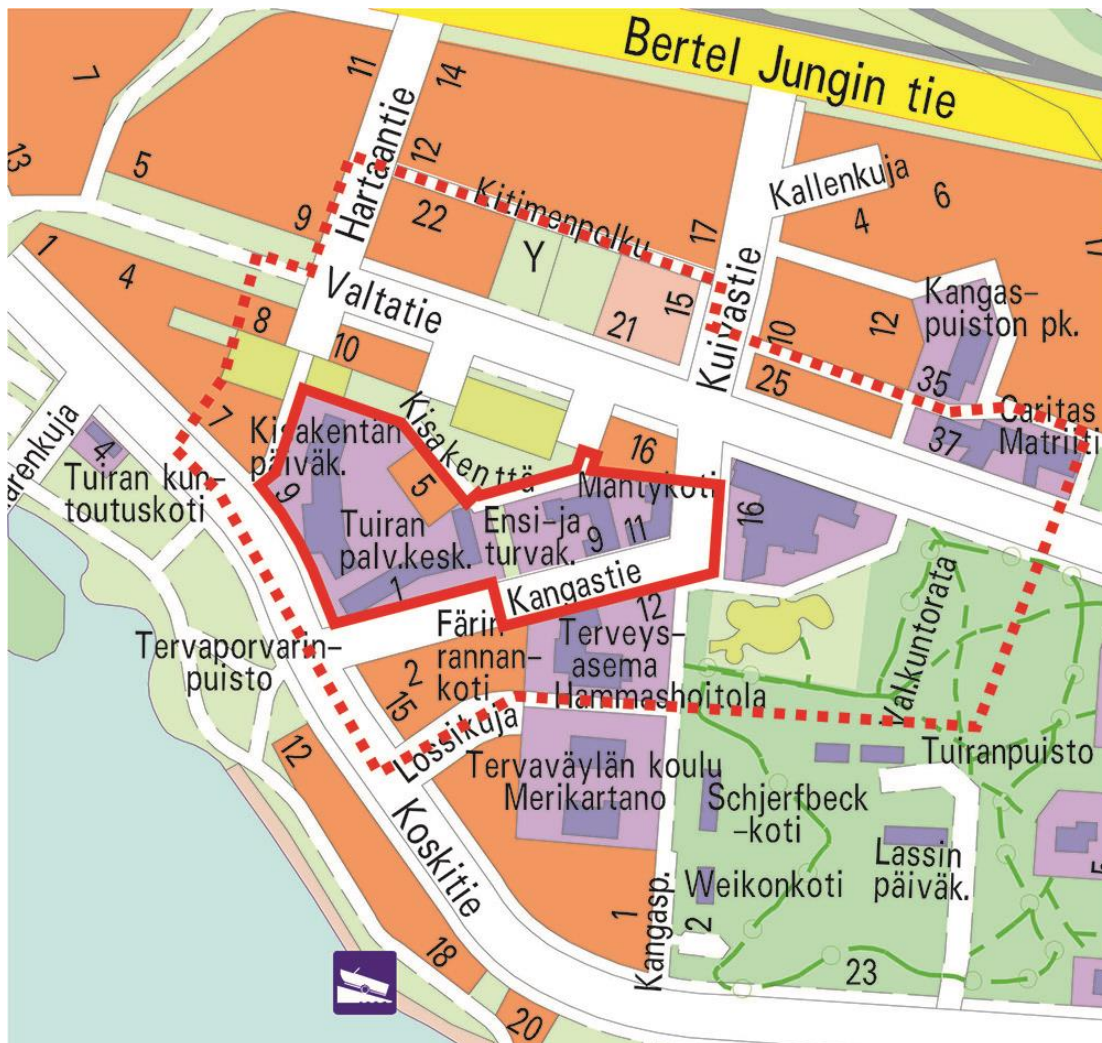 Bertel Jungin tie
7
11
14
13
5
9
Hartaantie
12
Kitimenpolku
22
Y
17
Kuivastie
Kallenkuja
4
6
1
4
8
Valtatie
15
21
10
12
Kangas-
puiston pk.
10
25
35
Caritas
Matriiti
37
7
Kisakentän
päiväk.
Kisakenttä
16
Mäntykoti
9
5
4
Tuiran kun-
toutuskoti
Tuiran
palv.kesk.
1
Ensi-ja
turvak.
9
11
16
Kangastie
12
Färin
rannan-
koti
2
15
Terveys-
asema
Hammashoitola
Val.kuntorata
Tervaporvarin-
puisto
Lossikuja
12
Tervaväylän koulu
Merikartano
Tuiranpuisto
Schjerfbeck
-koti
Koskitie
Lassin
päiväk.
Weikonkoti
1
Kangasp.
2
18
23
20